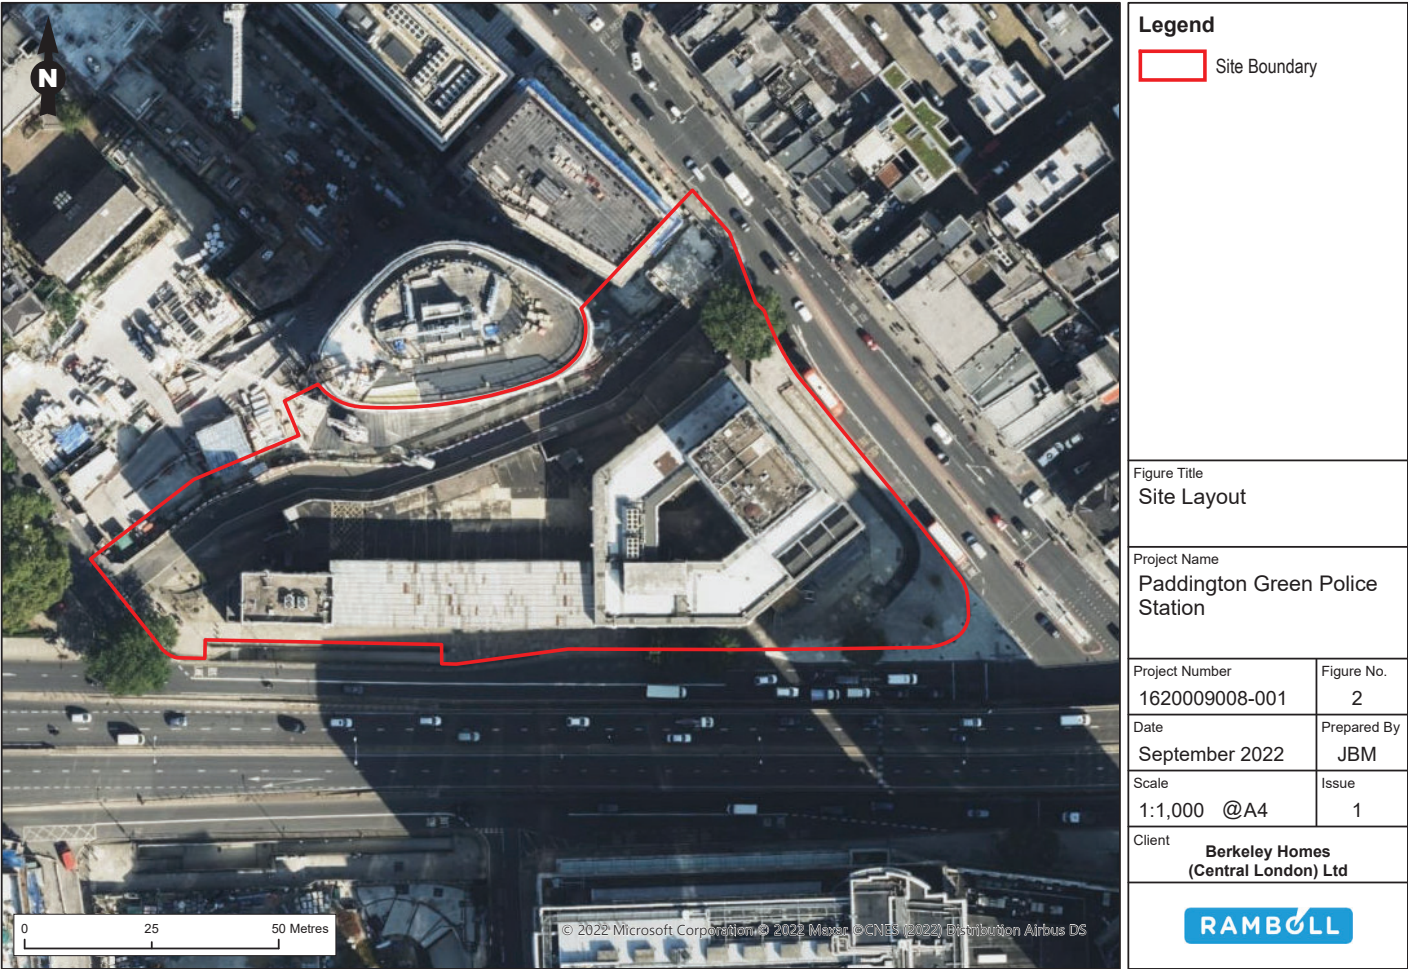 N
Legend
Site Boundary
Figure Title
Site Layout
Project Name
Paddington Green Police
Station
Project Number
1620009008-001
Figure No.
2
Date
September 2022
Prepared By
JBM
Scale
1:1,000 @A4
Issue
1
Client
Berkeley Homes
(Central London) Ltd
RAMBOLL
0 25 50 Metres
© 2022 Microsoft Corporation © 2022 Maxar ©CNES (2022) Distribution Airbus DS